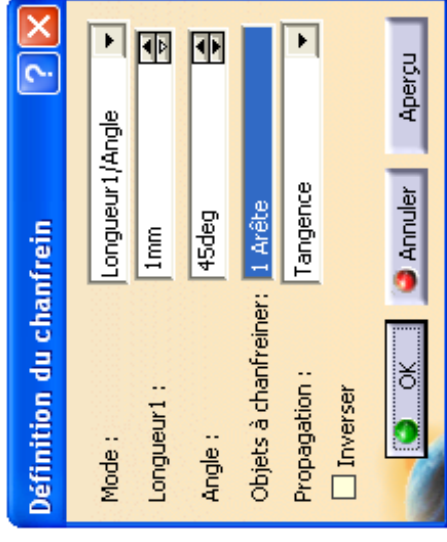 Définition du chanfrein
Mode : Longueur1/Angle
Longueur1 : 1mm
Angle : 45deg
Objets à chanfreiner: 1 Arête
Propagation : Tangence
Inverser
OK Annuler Aperçu